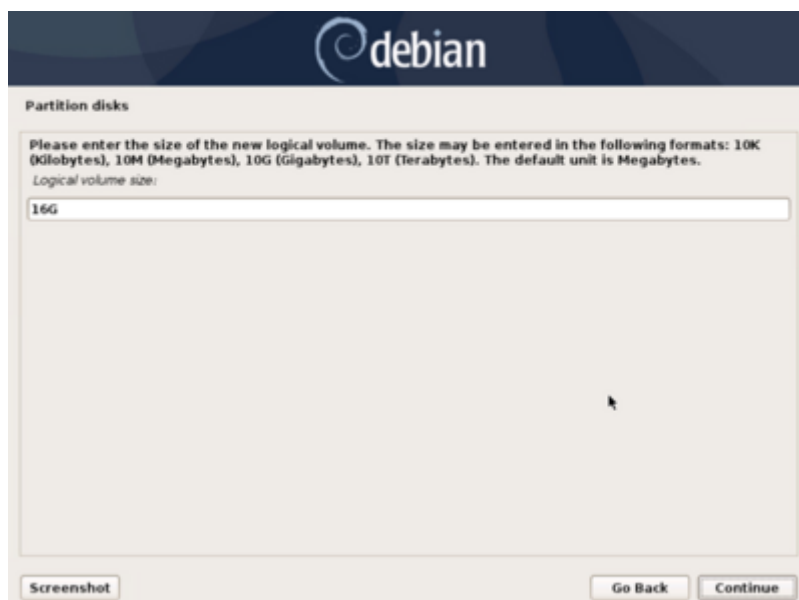 debian
Partition disks
Please enter the size of the new logical volume. The size may be entered in the following formats: 10K
(Kilobytes), 10M (Megabytes), 10G (Gigabytes), 10T (Terabytes). The default unit is Megabytes.
Logical volume size:
16G
Screenshot
Go Back
Continue